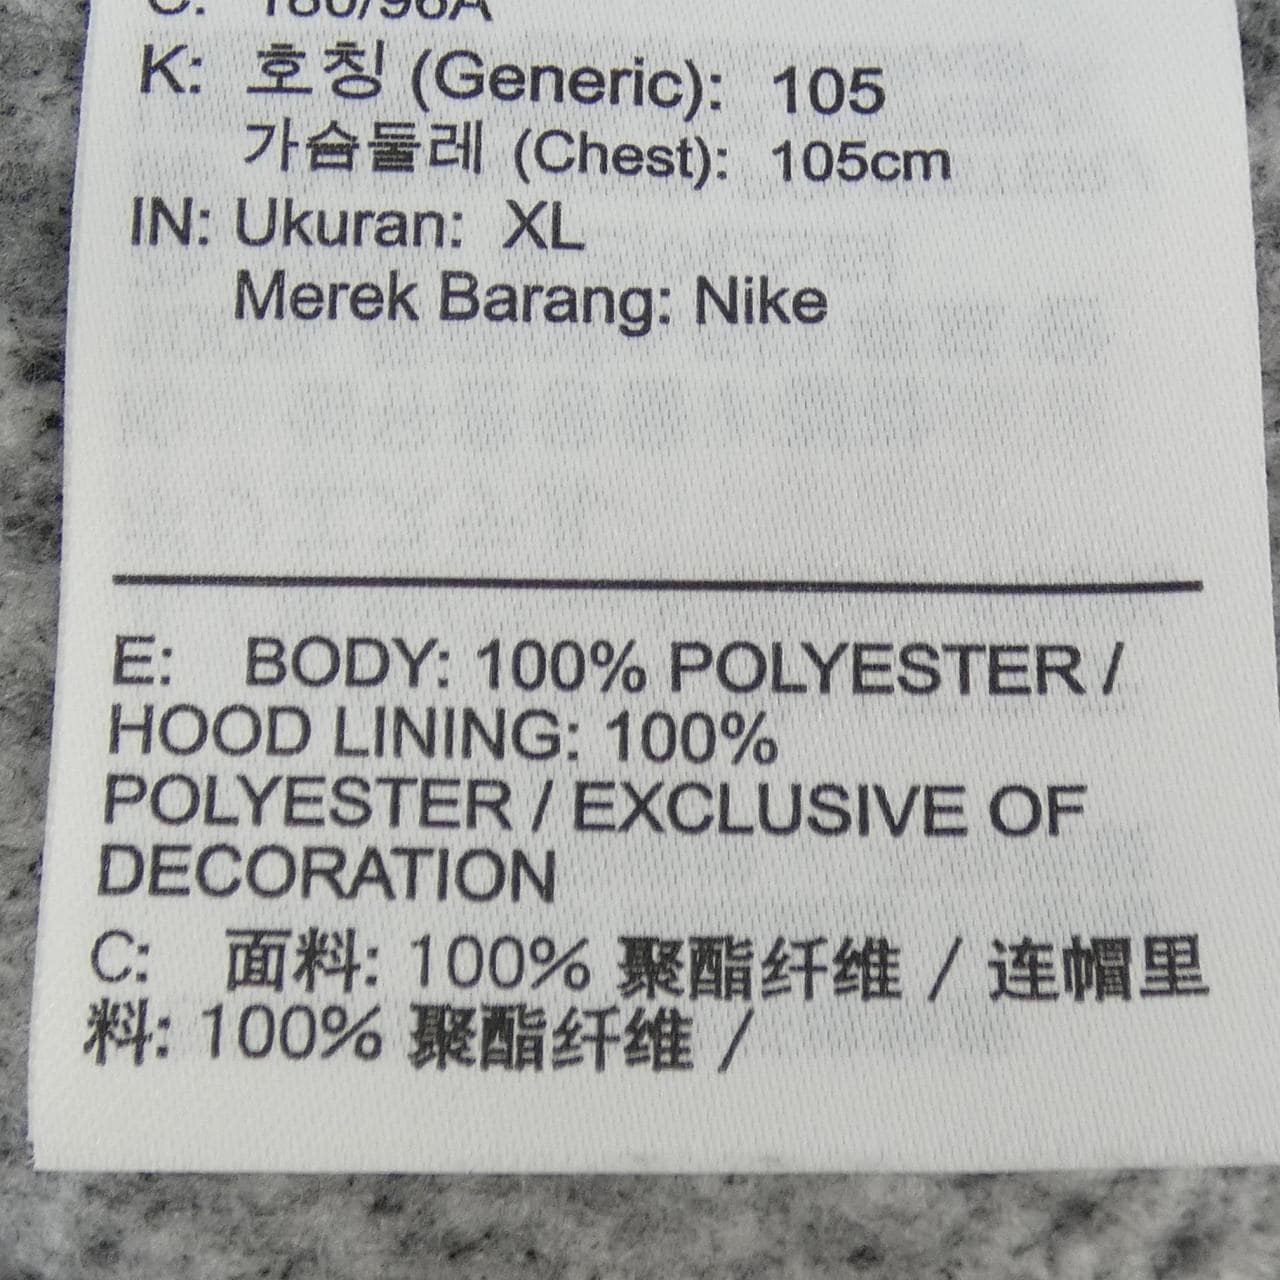 C: 180/96A
K: 호칭 (Generic): 105
가슴둘레 (Chest): 105cm
IN: Ukuran: XL
Merek Barang: Nike
E: BODY: 100% POLYESTER /
HOOD LINING: 100%
POLYESTER / EXCLUSIVE OF
DECORATION
C: 面料: 100% 聚酯纤维 / 连帽里
料: 100% 聚酯纤维 /